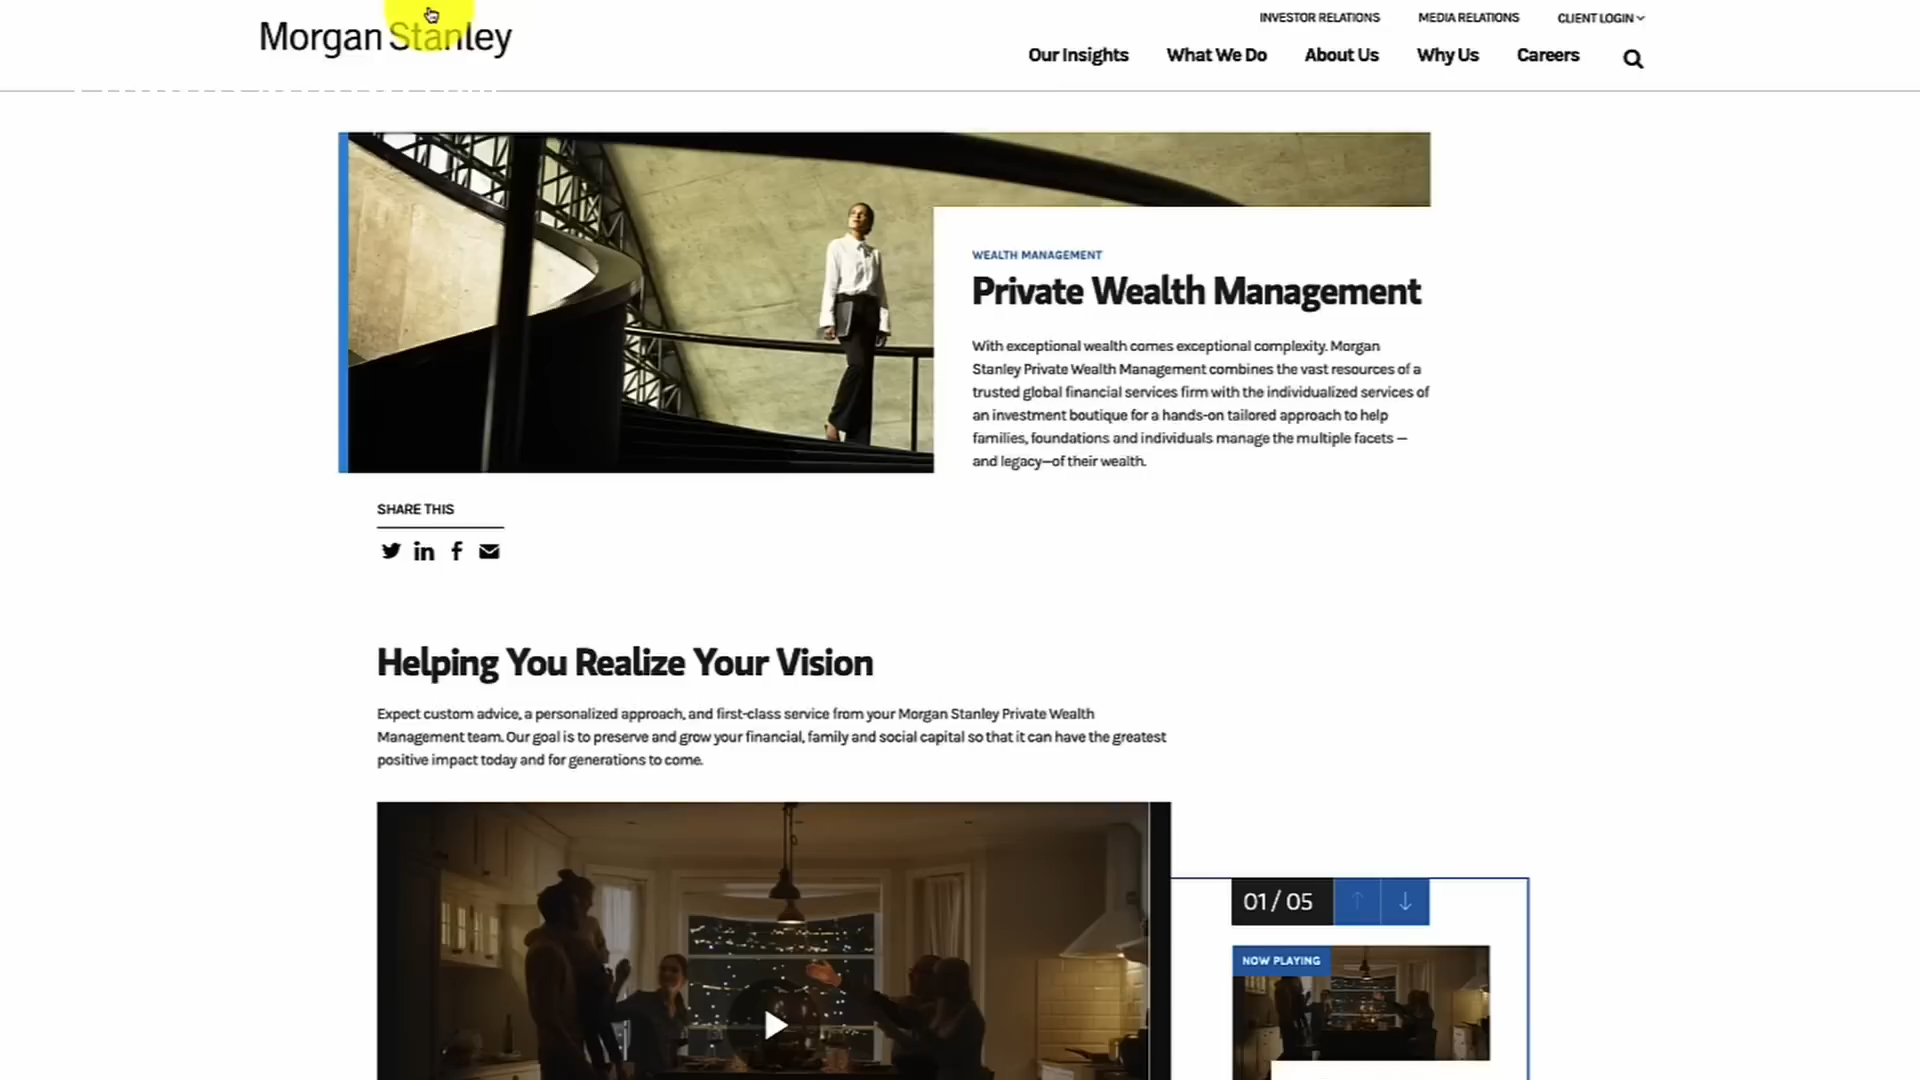 Morgan Stanley
INVESTOR RELATIONS
MEDIA RELATIONS
CLIENT LOGIN
Our Insights
What We Do
About Us
Why Us
Careers
WEALTH MANAGEMENT
Private Wealth Management
With exceptional wealth comes exceptional complexity. Morgan
Stanley Private Wealth Management combines the vast resources of a
trusted global financial services firm with the individualized services of
an investment boutique for a hands-on tailored approach to help
families, foundations and individuals manage the multiple facets —
and legacy—of their wealth.
SHARE THIS
Helping You Realize Your Vision
Expect custom advice, a personalized approach, and first-class service from your Morgan Stanley Private Wealth
Management team. Our goal is to preserve and grow your financial, family and social capital so that it can have the greatest
positive impact today and for generations to come.
01 / 05
NOW PLAYING